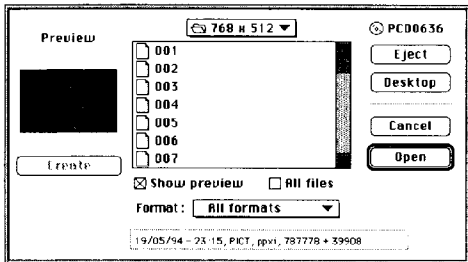 Preview
768 x 512
PCD0636
001
002
003
004
005
006
007
Eject
Desktop
Cancel
Open
Create
Show preview
All files
Format: All formats
19/05/94 - 23:15, PICT, ppxi, 787778 + 39908